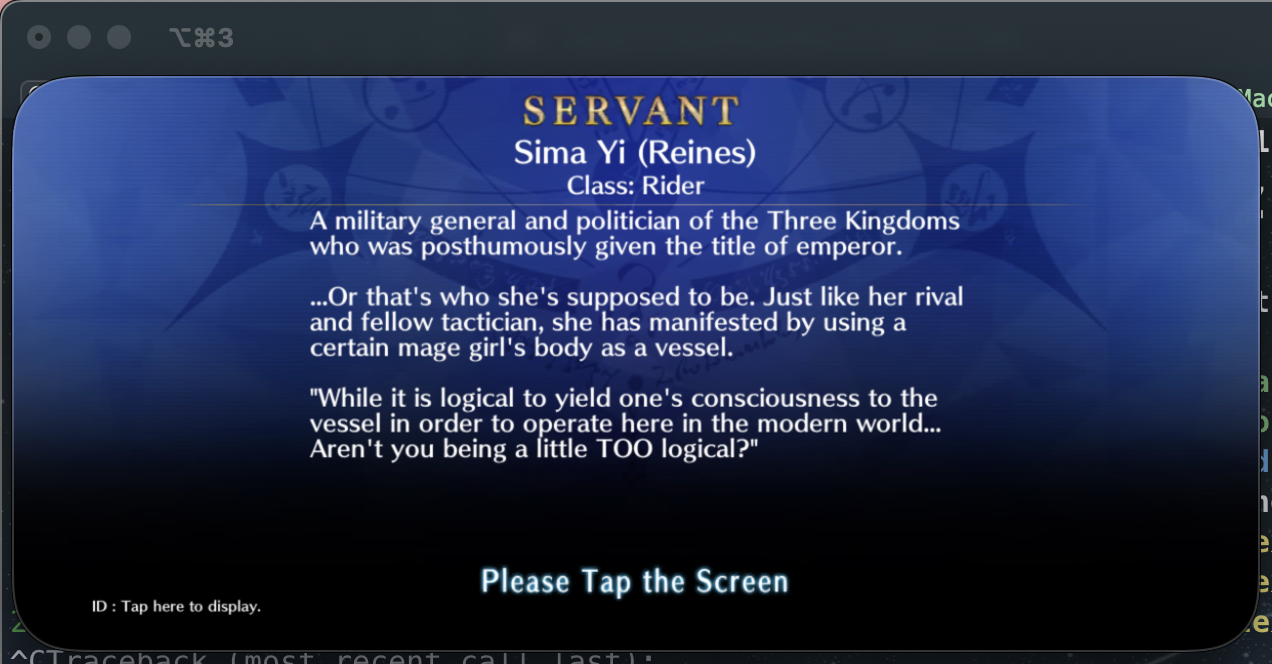 ⌥⌘3
SERVANT
Sima Yi (Reines)
Class: Rider
A military general and politician of the Three Kingdoms
who was posthumously given the title of emperor.
...Or that's who she's supposed to be. Just like her rival
and fellow tactician, she has manifested by using a
certain mage girl's body as a vessel.
"While it is logical to yield one's consciousness to the
vessel in order to operate here in the modern world...
Aren't you being a little TOO logical?"
Please Tap the Screen
ID : Tap here to display.
^CTraceback (most recent call last):